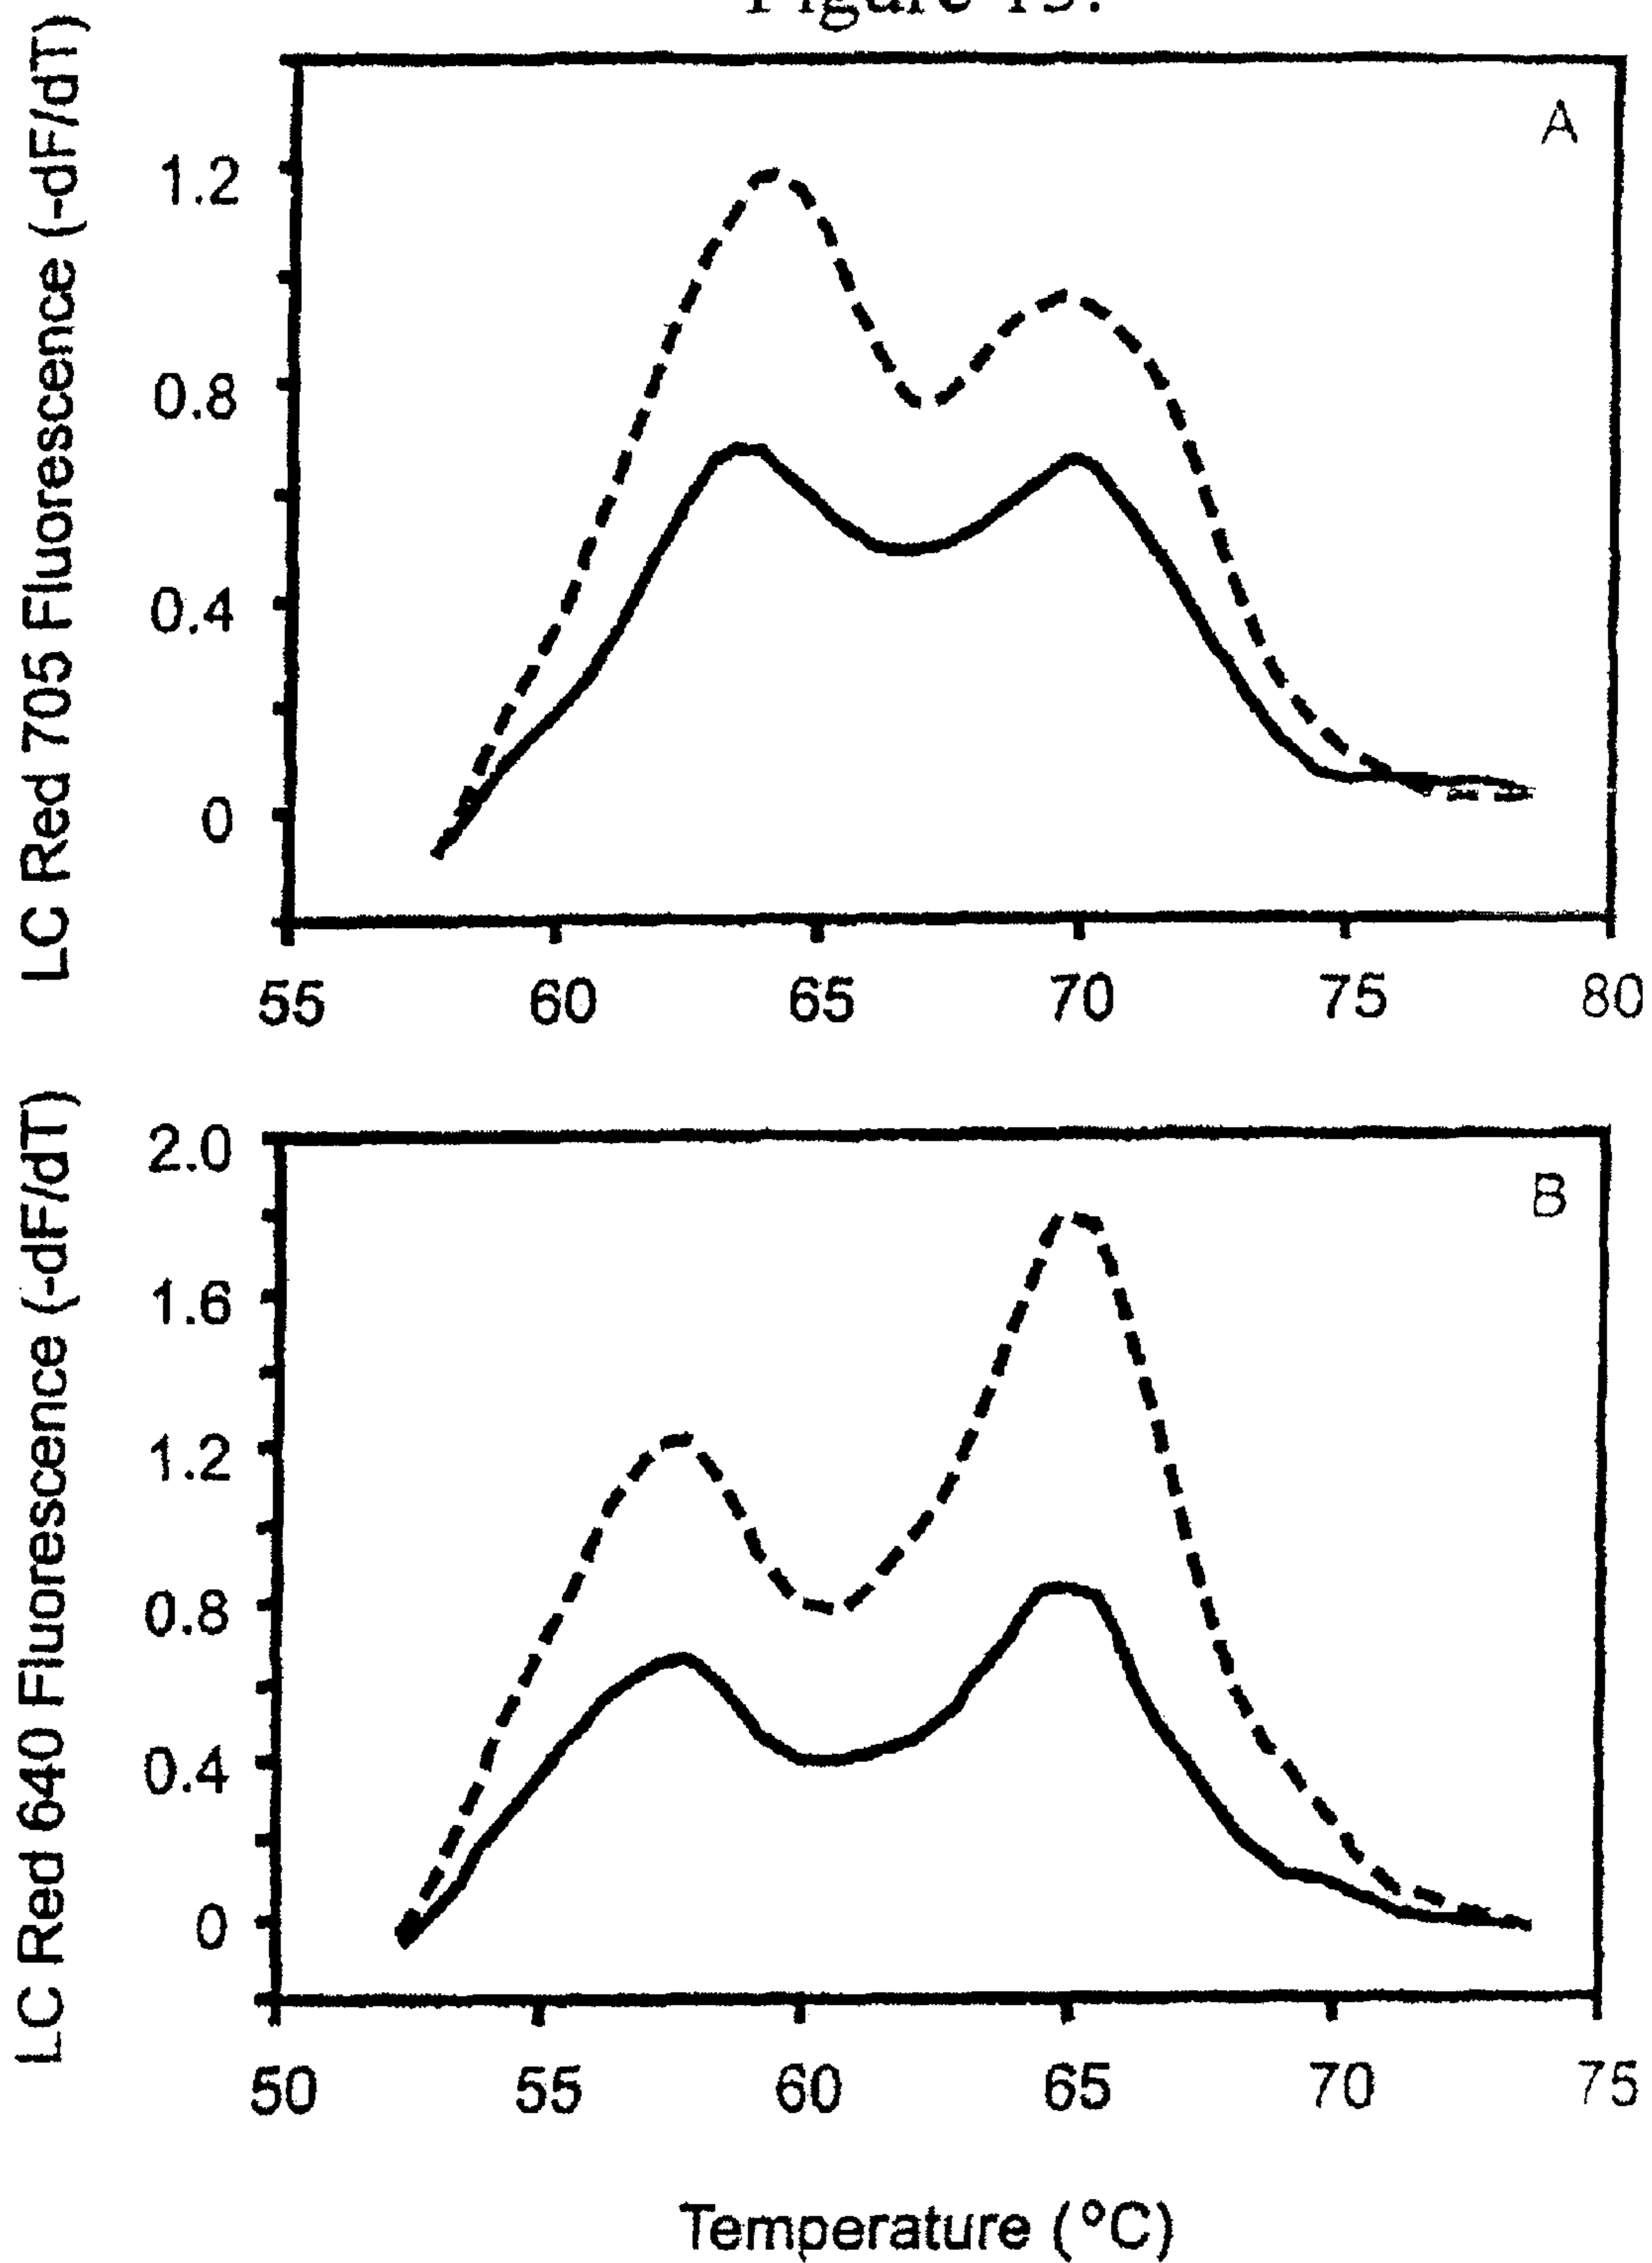 Figure 15.
LC Red 705 Fluorescence (-dF/dT)
A
1.2
0.8
0.4
0
55 60 65 70 75 80
LC Red 640 Fluorescence (-dF/dT)
B
2.0
1.6
1.2
0.8
0.4
0
50 55 60 65 70 75
Temperature (°C)